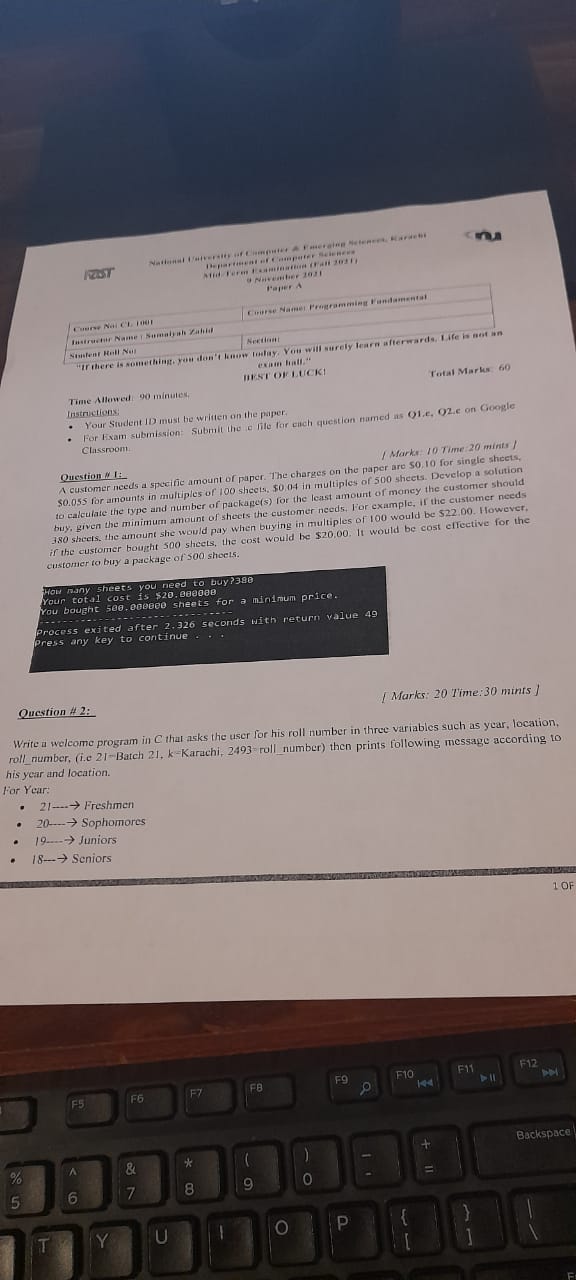 FAST
National University of Computer & Emerging Sciences, Karachi
Department of Computer Sciences
Mid-Term Examination (Fall 2021)
9 November 2021
Paper A
Course No: CL 1001
Course Name: Programming Fundamental
Instructor Name: Sumaiyah Zahid
Student Roll No:
Section:
"If there is something, you don't know today. You will surely learn afterwards. Life is not an
exam hall."
BEST OF LUCK!
Time Allowed: 90 minutes.
Total Marks: 60
Instructions:
• Your Student ID must be written on the paper.
• For Exam submission: Submit the .c file for each question named as Q1.c, Q2.c on Google
Classroom.
Question # 1:
[ Marks: 10 Time:20 mints ]
A customer needs a specific amount of paper. The charges on the paper are $0.10 for single sheets,
$0.055 for amounts in multiples of 100 sheets, $0.04 in multiples of 500 sheets. Develop a solution
to calculate the type and number of package(s) for the least amount of money the customer should
buy, given the minimum amount of sheets the customer needs. For example, if the customer needs
380 sheets, the amount she would pay when buying in multiples of 100 would be $22.00. However,
if the customer bought 500 sheets, the cost would be $20.00. It would be cost effective for the
customer to buy a package of 500 sheets.
How many sheets you need to buy?380
Your total cost is $20.000000
You bought 500.000000 sheets for a minimum price.
--------------------------------
Process exited after 2.326 seconds with return value 49
Press any key to continue . . .
Question # 2:
[ Marks: 20 Time:30 mints ]
Write a welcome program in C that asks the user for his roll number in three variables such as year, location,
roll_number, (i.e 21=Batch 21, k=Karachi, 2493=roll_number) then prints following message according to
his year and location.
For Year:
• 21----→ Freshmen
• 20----→ Sophomores
• 19----→ Juniors
• 18---→ Seniors
1 OF
F5 F6 F7 F8 F9 F10 F11 F12
% 5 ^ 6 & 7 * 8 ( 9 ) 0 _ - + = Backspace
T Y U I O P { [ } ] | \